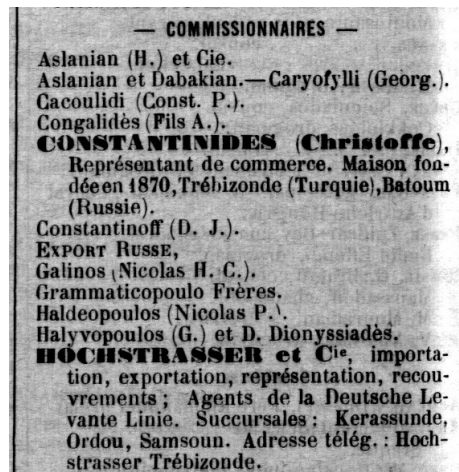 — COMMISSIONNAIRES —
Aslanian (H.) et Cie.
Aslanian et Dabakian.—Caryofylli (Georg.).
Cacoulidi (Const. P.).
Congalidès (Fils A.).
CONSTANTINIDES (Christoffe),
Représentant de commerce. Maison fon-
dée en 1870, Trébizonde (Turquie), Batoum
(Russie).
Constantinoff (D. J.).
EXPORT RUSSE,
Galinos (Nicolas H. C.).
Grammaticopoulo Frères.
Haldeopoulos (Nicolas P.).
Halyvopoulos (G.) et D. Dionyssiadès.
HOCHSTRASSER et Cie, importa-
tion, exportation, représentation, recou-
vrements ; Agents de la Deutsche Le-
vante Linie. Succursales : Kerassunde,
Ordou, Samsoun. Adresse télég. : Hoch-
strasser Trébizonde.